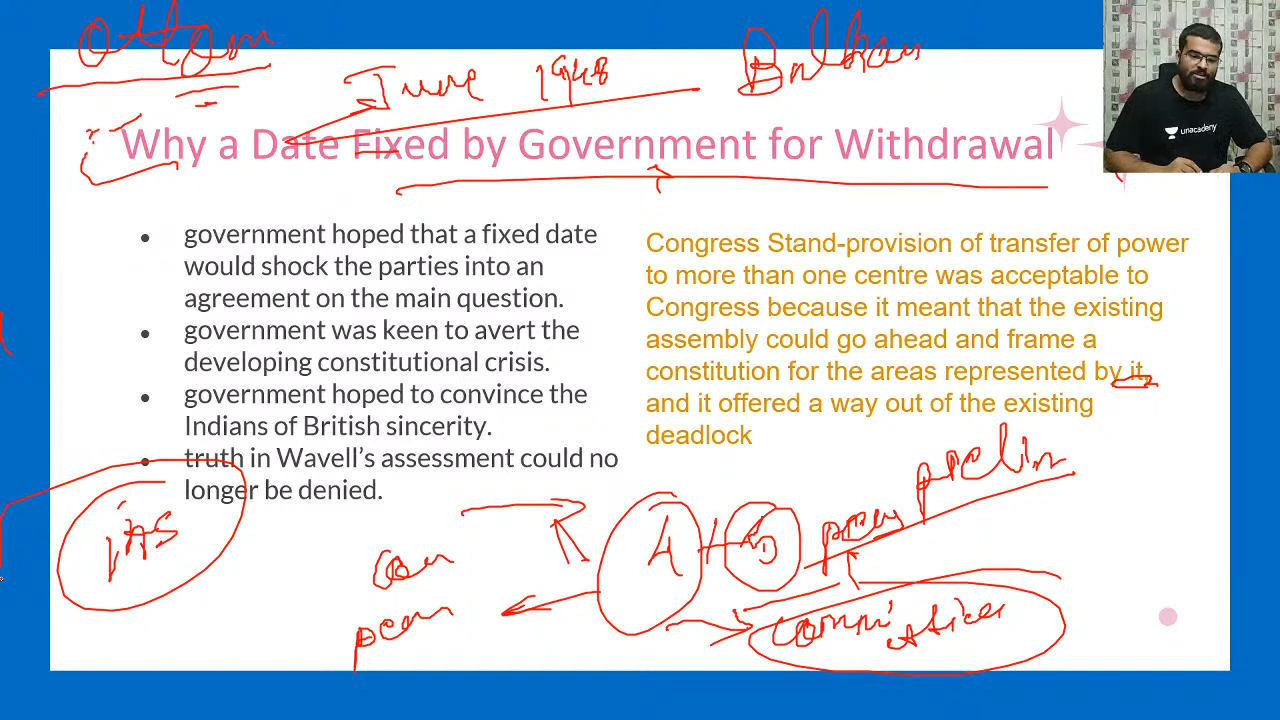 ottom
June 1948
Balkan
unacademy
Why a Date Fixed by Government for Withdrawal
government hoped that a fixed date
would shock the parties into an
agreement on the main question.
government was keen to avert the
developing constitutional crisis.
government hoped to convince the
Indians of British sincerity.
truth in Wavell's assessment could no
longer be denied.
Congress Stand-provision of transfer of power
to more than one centre was acceptable to
Congress because it meant that the existing
assembly could go ahead and frame a
constitution for the areas represented by it,
and it offered a way out of the existing
deadlock
IAS
4 +
prelim